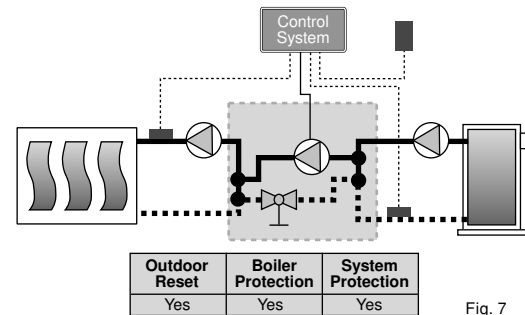 Control
System
Outdoor Reset
Boiler Protection
System Protection
Yes
Yes
Yes
Fig. 7